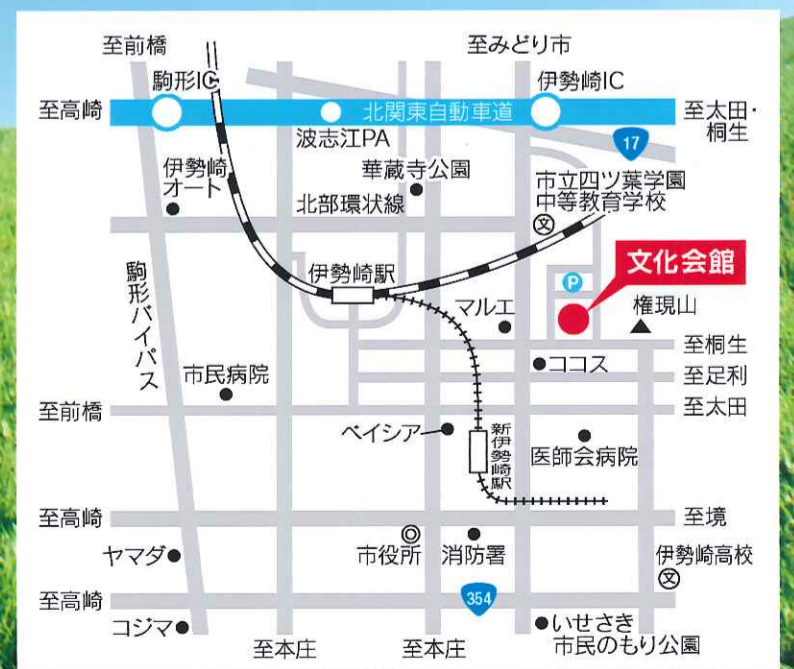 至前橋
至みどり市
駒形IC
伊勢崎IC
至高崎
北関東自動車道
至太田・
桐生
波志江PA
17
伊勢崎
オート
華蔵寺公園
市立四ツ葉学園
中等教育学校
北部環状線
文
文化会館
駒形バイパス
伊勢崎駅
P
マルエ
権現山
至桐生
ココス
至足利
市民病院
至前橋
至太田
ベイシア
新伊勢崎駅
医師会病院
至高崎
至境
ヤマダ
市役所
消防署
伊勢崎高校
文
至高崎
354
コジマ
至本庄
至本庄
いせさき
市民のもり公園